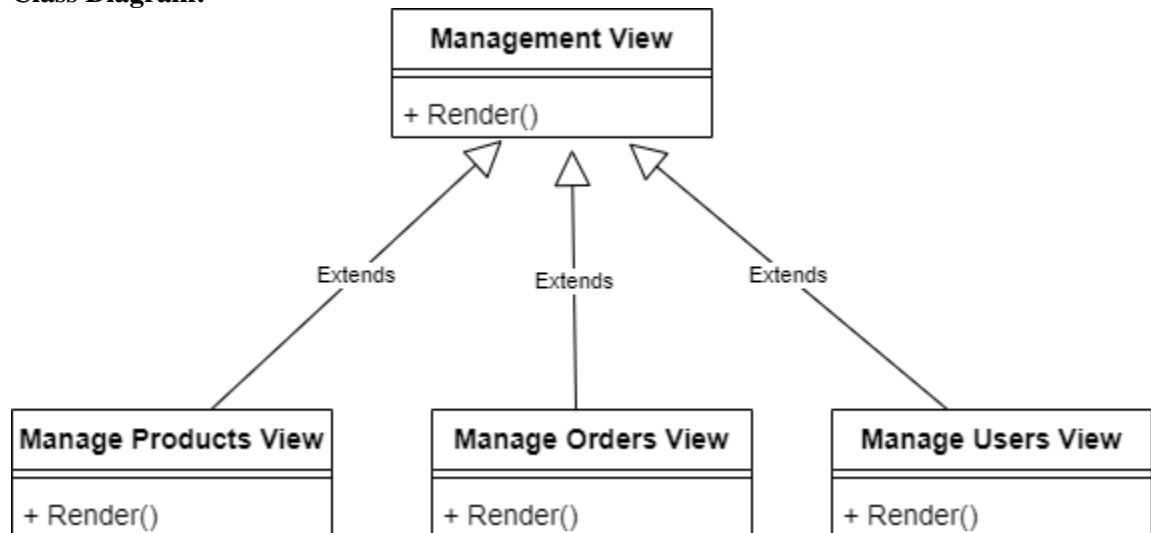 Class Diagram:
Management View
+ Render()
Extends
Extends
Extends
Manage Products View
Manage Orders View
Manage Users View
+ Render()
+ Render()
+ Render()